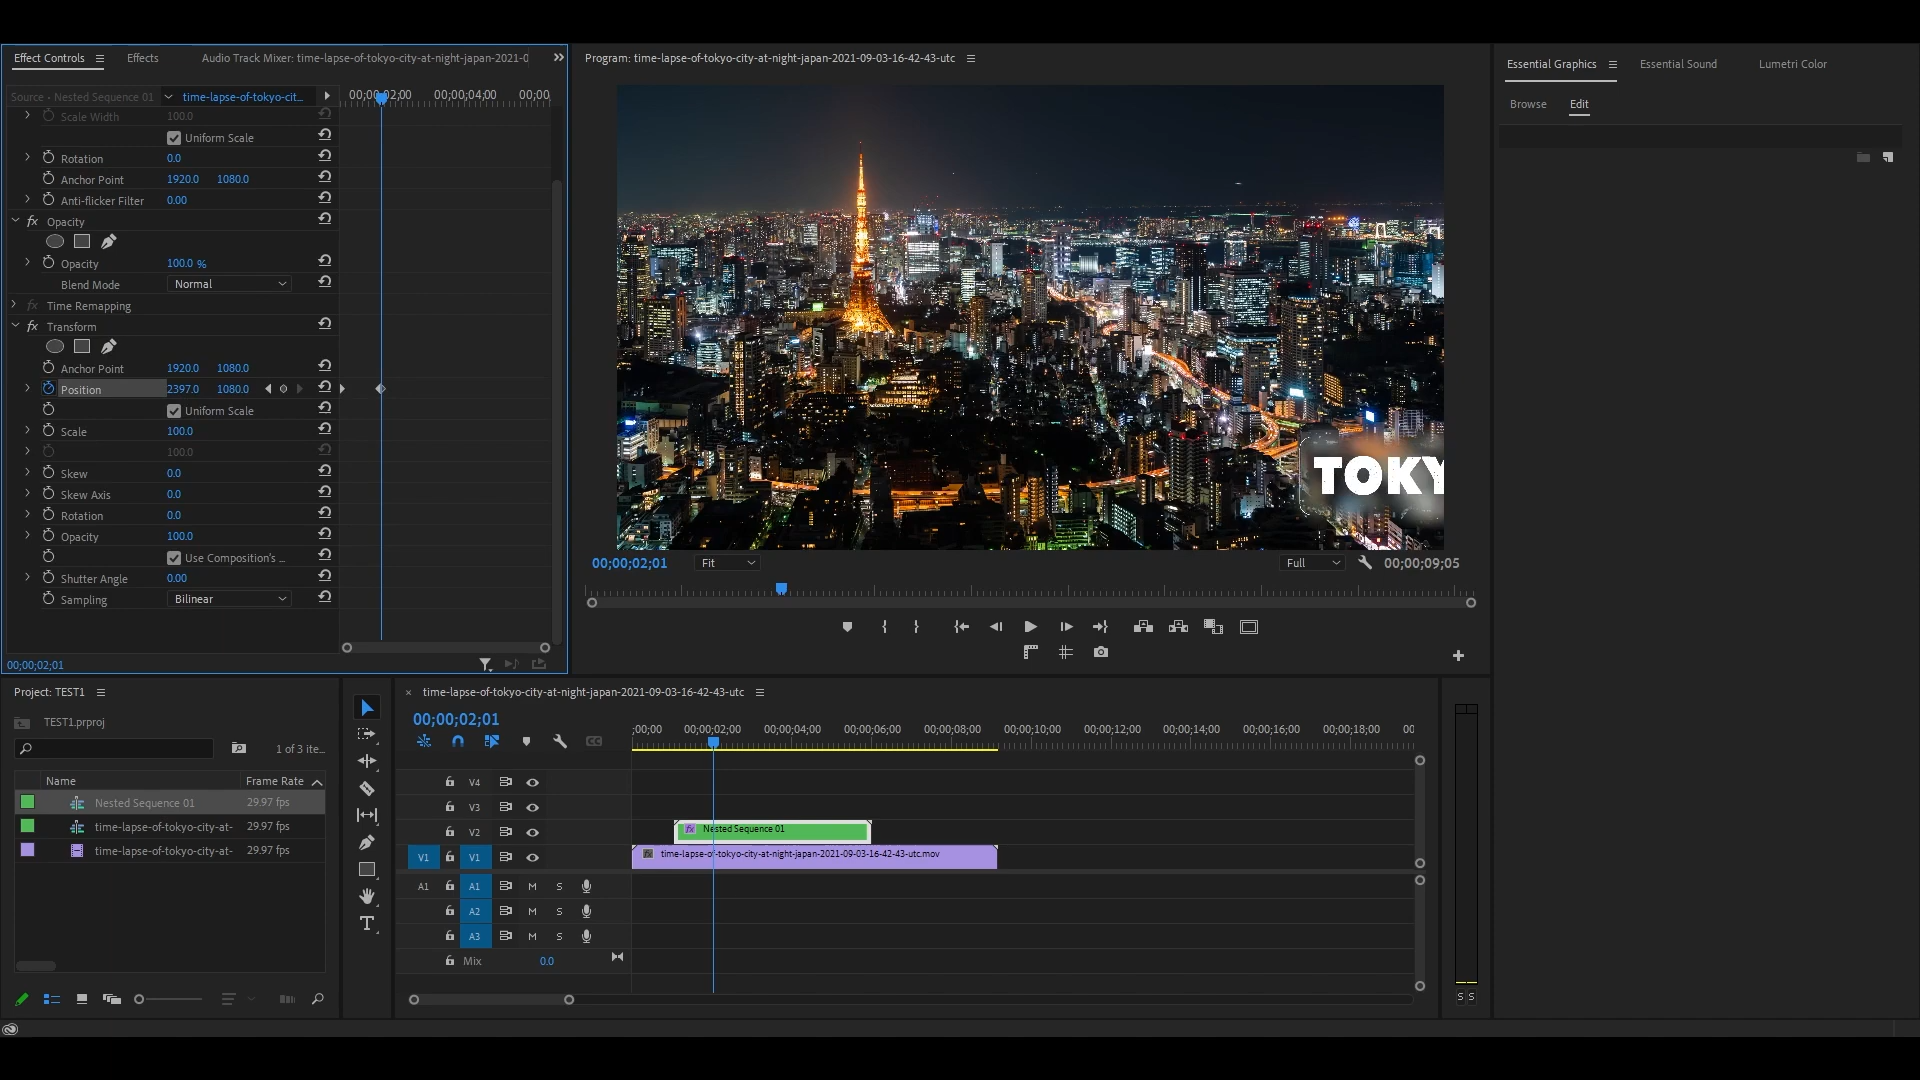 Effect Controls
Effects
Audio Track Mixer: time-lapse-of-tokyo-city-at-night-japan-2021-0
Program: time-lapse-of-tokyo-city-at-night-japan-2021-09-03-16-42-43-utc
Essential Graphics
Essential Sound
Lumetri Color
Source - Nested Sequence 01
time-lapse-of-tokyo-cit...
00;00;02;00
00;00;04;00
00;00
Browse
Edit
Scale Width 100.0
Uniform Scale
Rotation 0.0
Anchor Point 1920.0 1080.0
Anti-flicker Filter 0.00
fx Opacity
Opacity 100.0 %
Blend Mode Normal
fx Time Remapping
fx Transform
Anchor Point 1920.0 1080.0
Position 2397.0 1080.0
Uniform Scale
Scale 100.0
100.0
Skew 0.0
Skew Axis 0.0
Rotation 0.0
Opacity 100.0
Use Composition's ...
Shutter Angle 0.00
Sampling Bilinear
TOKY
00;00;02;01
Fit
Full
00;00;09;05
00;00;02;01
Project: TEST1
TEST1.prproj
1 of 3 ite...
Name
Frame Rate
Nested Sequence 01 29.97 fps
time-lapse-of-tokyo-city-at- 29.97 fps
time-lapse-of-tokyo-city-at- 29.97 fps
× time-lapse-of-tokyo-city-at-night-japan-2021-09-03-16-42-43-utc
00;00;02;01
;00;00
00;00;02;00
00;00;04;00
00;00;06;00
00;00;08;00
00;00;10;00
00;00;12;00
00;00;14;00
00;00;16;00
00;00;18;00
00
CC
V4
V3
V2
fx Nested Sequence 01
V1 V1
fx time-lapse-of-tokyo-city-at-night-japan-2021-09-03-16-42-43-utc.mov
A1 A1 M S
A2 M S
A3 M S
Mix 0.0
T
S S